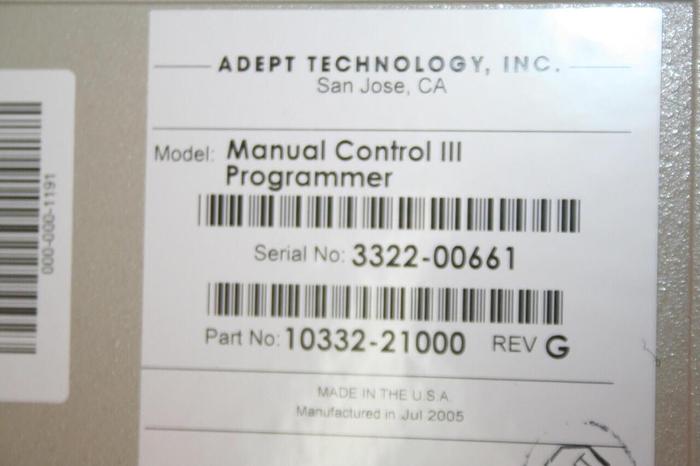 ADEPT TECHNOLOGY, INC.
San Jose, CA
Model: Manual Control III
Programmer
Serial No: 3322-00661
Part No: 10332-21000 REV G
MADE IN THE U.S.A.
Manufactured in Jul 2005
000-000-1191